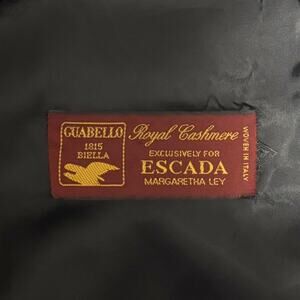 GUABELLO
1815
BIELLA
Royal Cashmere
EXCLUSIVELY FOR
ESCADA
MARGARETHA LEY
WOVEN IN ITALY